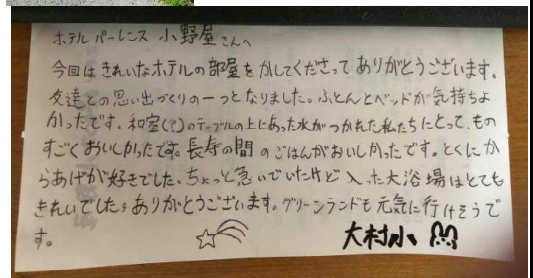 ホテル パーレンス 小野屋さんへ
今回はきれいなホテルの部屋をかしてくださってありがとうございます。
友達との思い出づくりの一つとなりました。ふとんとベッドが気持ちよ
かったです。和室(?)のテーブルの上にあった水がつかれた私たちにとって、もの
すごくおいしかったです。長寿の間のごはんがおいしかったです。とくにか
らあげが好きでした。ちょっと急いでいたけど入った大浴場はとても
きれいでした。ありがとうございます。グリーンランドも元気に行けそうで
す。
大村小